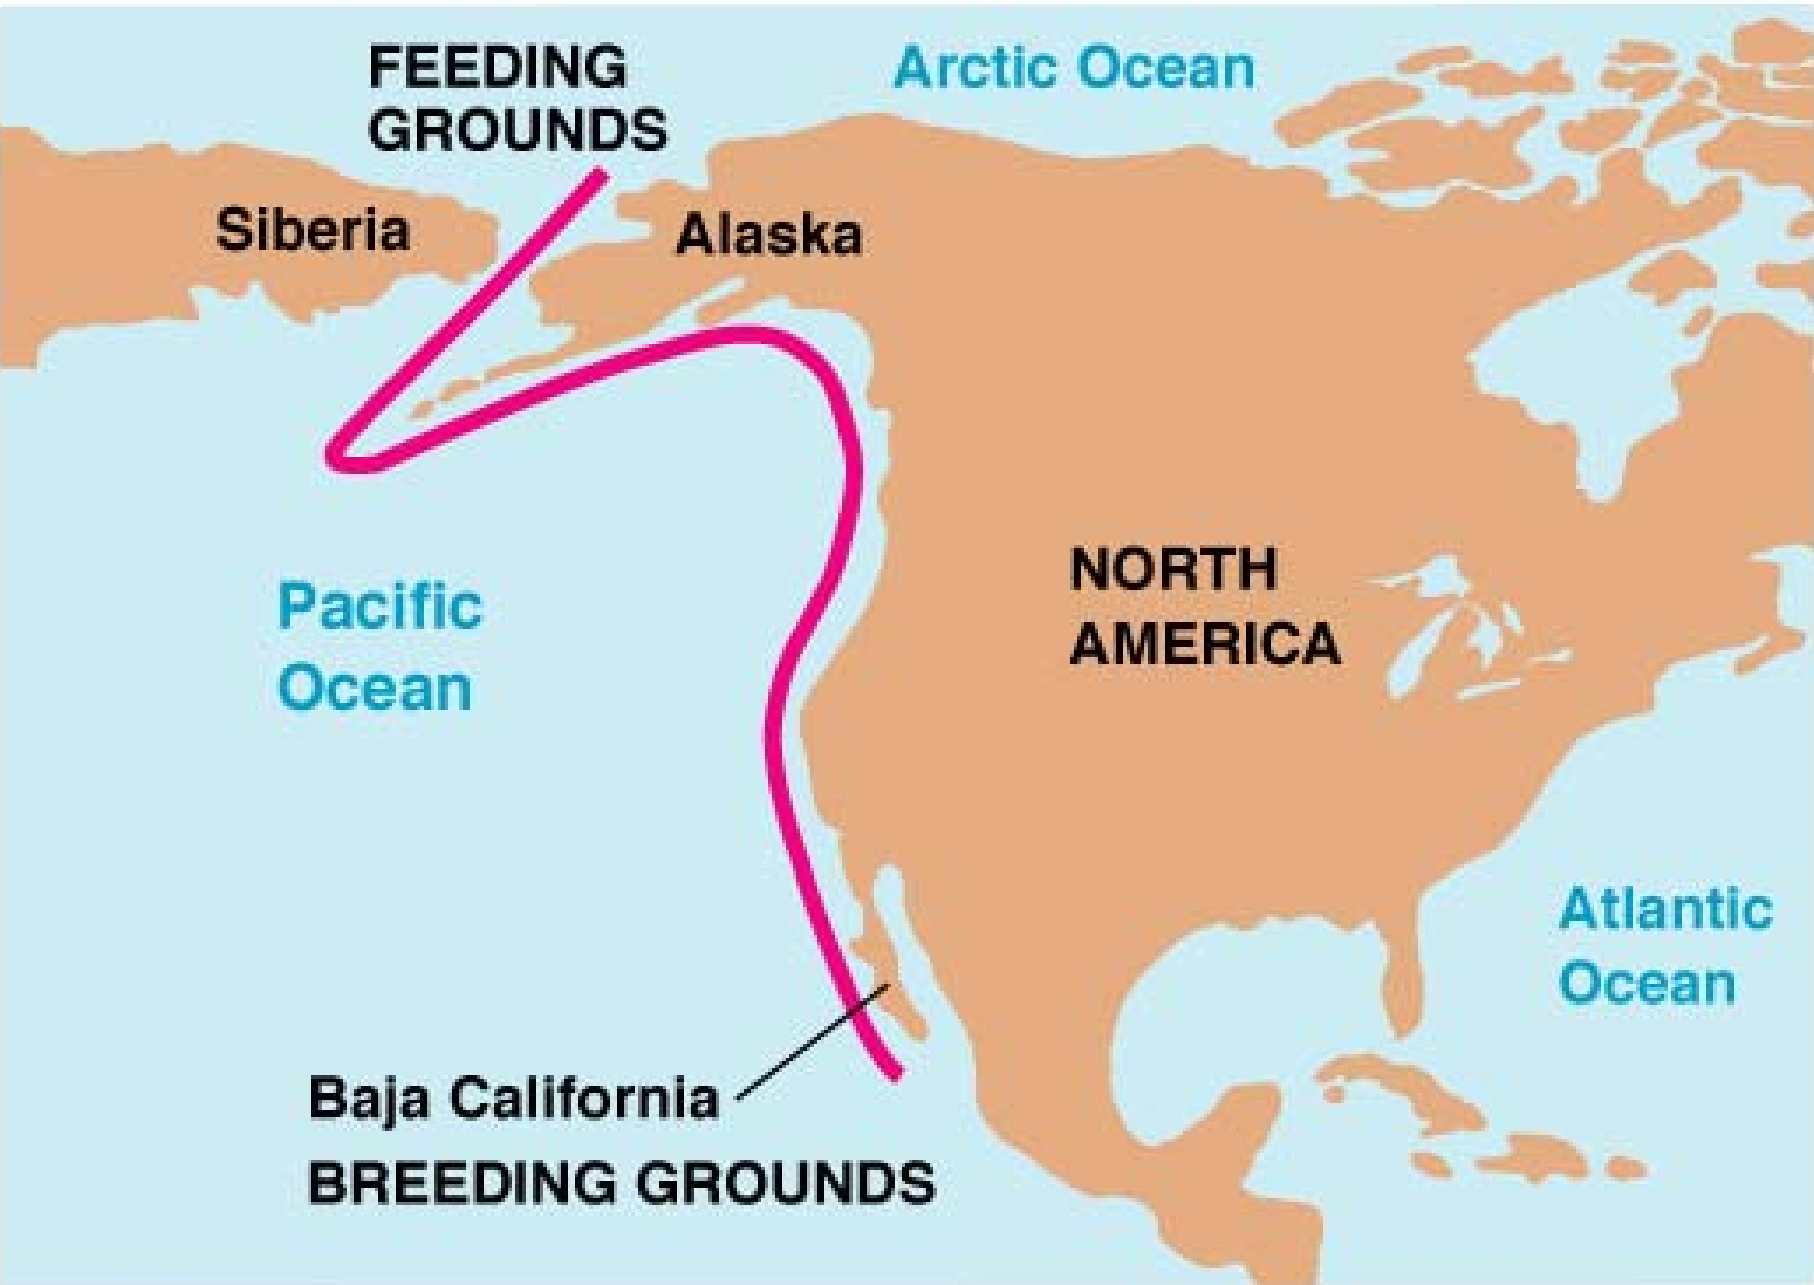 FEEDING
GROUNDS
Arctic Ocean
Siberia
Alaska
NORTH
AMERICA
Pacific
Ocean
Atlantic
Ocean
Baja California
BREEDING GROUNDS